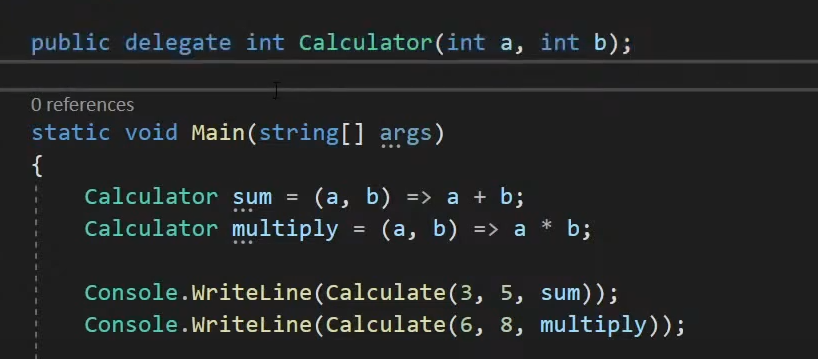 public delegate int Calculator(int a, int b);
0 references
static void Main(string[] args)
{
Calculator sum = (a, b) => a + b;
Calculator multiply = (a, b) => a * b;
Console.WriteLine(Calculate(3, 5, sum));
Console.WriteLine(Calculate(6, 8, multiply));